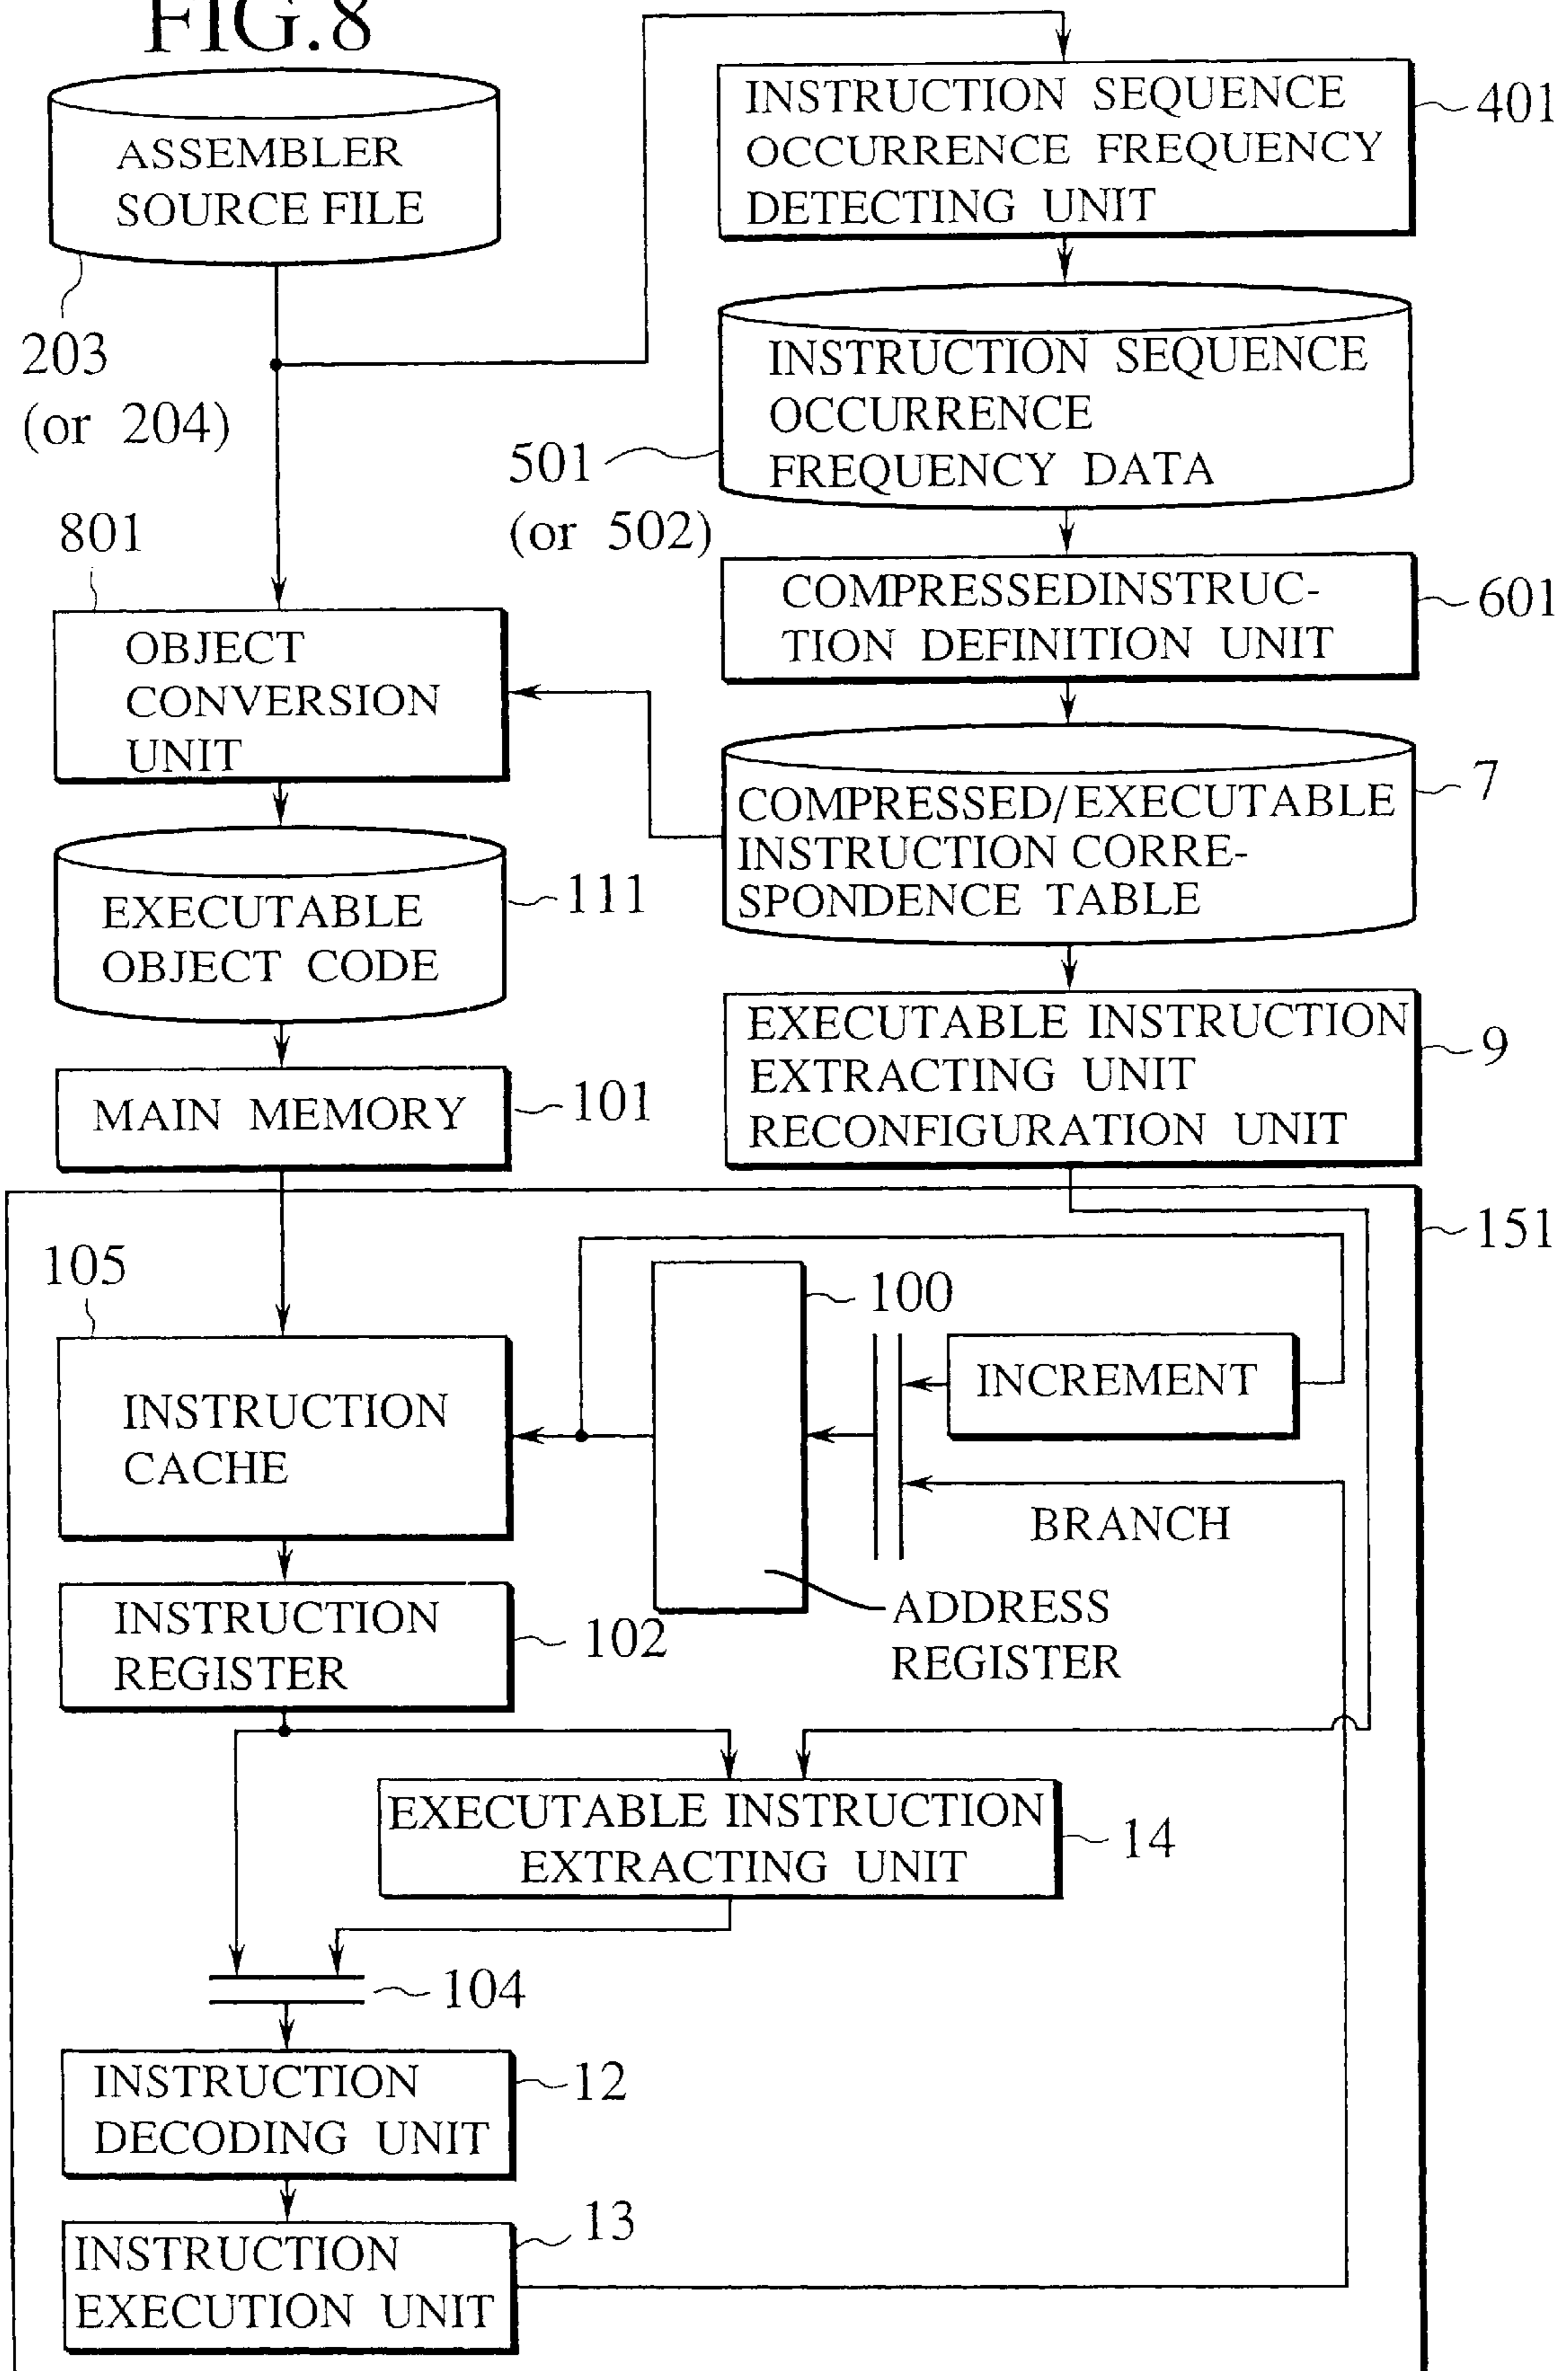 FIG.8
ASSEMBLER
SOURCE FILE
203
(or 204)
INSTRUCTION SEQUENCE
OCCURRENCE FREQUENCY
DETECTING UNIT
401
INSTRUCTION SEQUENCE
OCCURRENCE
FREQUENCY DATA
501
(or 502)
801
OBJECT
CONVERSION
UNIT
COMPRESSEDINSTRUC-
TION DEFINITION UNIT
601
COMPRESSED/EXECUTABLE
INSTRUCTION CORRE-
SPONDENCE TABLE
7
EXECUTABLE
OBJECT CODE
111
EXECUTABLE INSTRUCTION
EXTRACTING UNIT
RECONFIGURATION UNIT
9
MAIN MEMORY
101
151
105
INSTRUCTION
CACHE
100
INCREMENT
BRANCH
ADDRESS
REGISTER
INSTRUCTION
REGISTER
102
EXECUTABLE INSTRUCTION
EXTRACTING UNIT
14
104
INSTRUCTION
DECODING UNIT
12
INSTRUCTION
EXECUTION UNIT
13